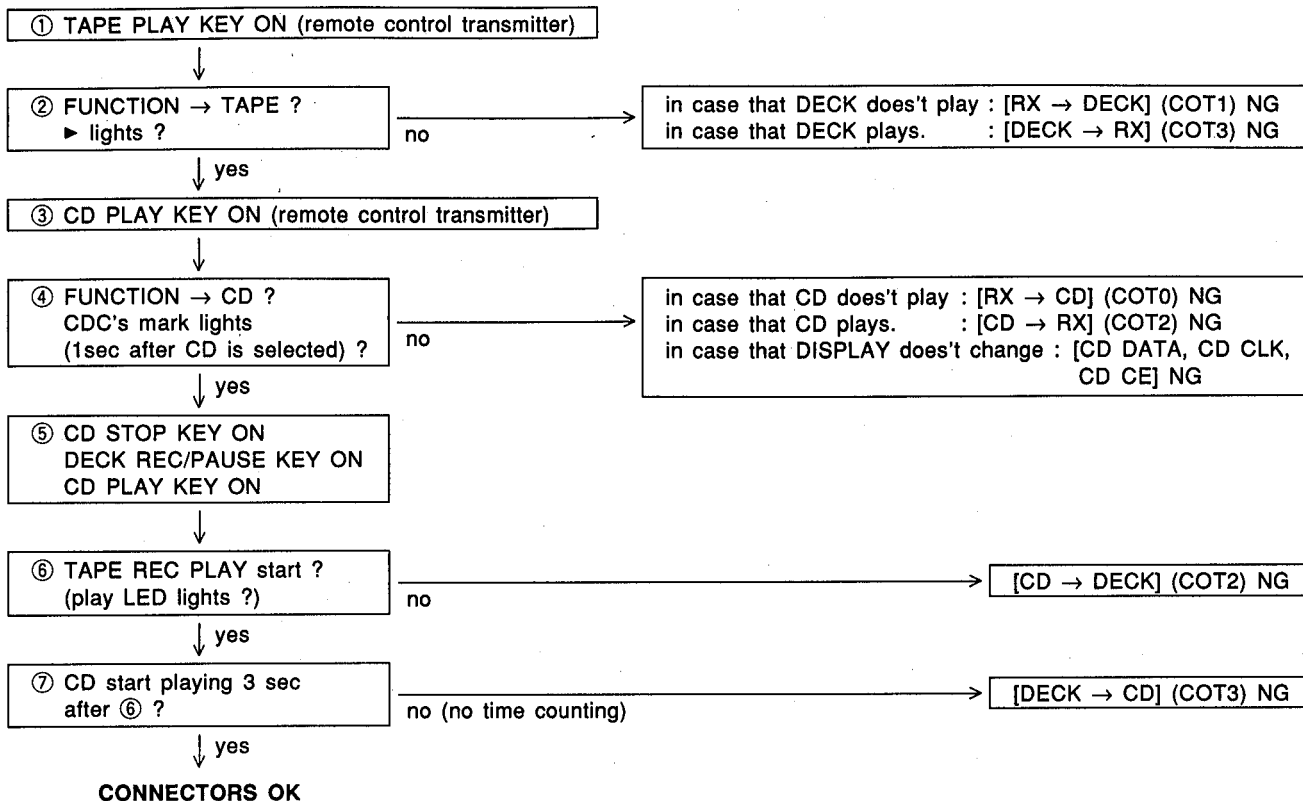 ① TAPE PLAY KEY ON (remote control transmitter)
② FUNCTION → TAPE ?
► lights ?
no
in case that DECK does't play : [RX → DECK] (COT1) NG
in case that DECK plays. : [DECK → RX] (COT3) NG
yes
③ CD PLAY KEY ON (remote control transmitter)
④ FUNCTION → CD ?
CDC's mark lights
(1sec after CD is selected) ?
no
in case that CD does't play : [RX → CD] (COT0) NG
in case that CD plays. : [CD → RX] (COT2) NG
in case that DISPLAY does't change : [CD DATA, CD CLK,
CD CE] NG
yes
⑤ CD STOP KEY ON
DECK REC/PAUSE KEY ON
CD PLAY KEY ON
⑥ TAPE REC PLAY start ?
(play LED lights ?)
no
[CD → DECK] (COT2) NG
yes
⑦ CD start playing 3 sec
after ⑥ ?
no (no time counting)
[DECK → CD] (COT3) NG
yes
CONNECTORS OK